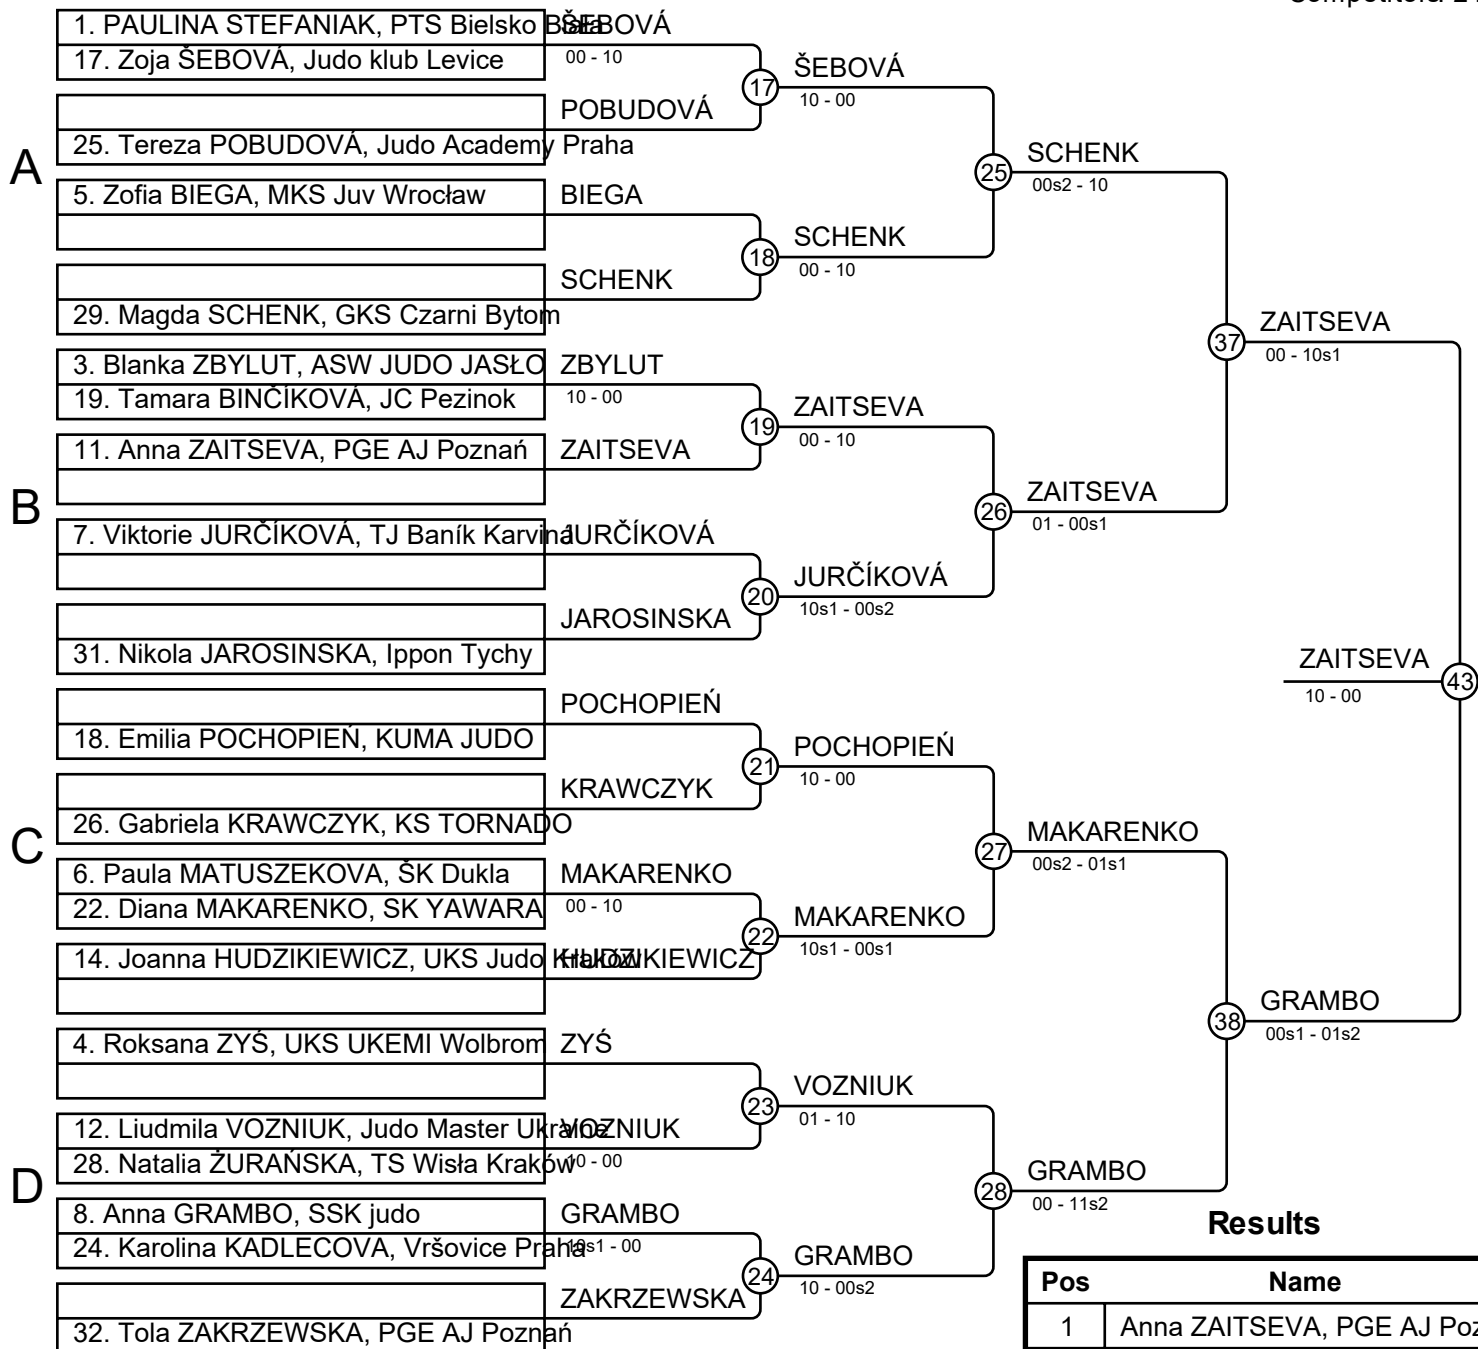 1. PAULINA STEFANIAK, PTS Bielsko Biała
ŠEBOVÁ
17. Zoja ŠEBOVÁ, Judo klub Levice
00 - 10
ŠEBOVÁ
17
10 - 00
POBUDOVÁ
25. Tereza POBUDOVÁ, Judo Academy Praha
A
SCHENK
25
00s2 - 10
5. Zofia BIEGA, MKS Juv Wrocław
BIEGA
SCHENK
18
00 - 10
SCHENK
29. Magda SCHENK, GKS Czarni Bytom
ZAITSEVA
37
00 - 10s1
3. Blanka ZBYLUT, ASW JUDO JASŁO
ZBYLUT
19. Tamara BINČÍKOVÁ, JC Pezinok
10 - 00
ZAITSEVA
19
00 - 10
11. Anna ZAITSEVA, PGE AJ Poznań
ZAITSEVA
B
ZAITSEVA
26
01 - 00s1
7. Viktorie JURČÍKOVÁ, TJ Baník Karviná
JURČÍKOVÁ
JURČÍKOVÁ
20
10s1 - 00s2
JAROSINSKA
31. Nikola JAROSINSKA, Ippon Tychy
ZAITSEVA
43
10 - 00
POCHOPIEŃ
18. Emilia POCHOPIEŃ, KUMA JUDO
POCHOPIEŃ
21
10 - 00
KRAWCZYK
26. Gabriela KRAWCZYK, KS TORNADO
C
MAKARENKO
27
00s2 - 01s1
6. Paula MATUSZEKOVA, ŠK Dukla
MAKARENKO
22. Diana MAKARENKO, SK YAWARA
00 - 10
MAKARENKO
22
10s1 - 00s1
14. Joanna HUDZIKIEWICZ, UKS Judo Kraków
HUDZIKIEWICZ
GRAMBO
38
00s1 - 01s2
4. Roksana ZYŚ, UKS UKEMI Wolbrom
ZYŚ
VOZNIUK
23
01 - 10
12. Liudmila VOZNIUK, Judo Master Ukraine
VOZNIUK
28. Natalia ŻURAŃSKA, TS Wisła Kraków
10 - 00
D
GRAMBO
28
00 - 11s2
8. Anna GRAMBO, SSK judo
GRAMBO
24. Karolina KADLECOVA, Vršovice Praha
10s1 - 00
GRAMBO
24
10 - 00s2
ZAKRZEWSKA
32. Tola ZAKRZEWSKA, PGE AJ Poznań
Results
Pos Name
1 Anna ZAITSEVA, PGE AJ Poz